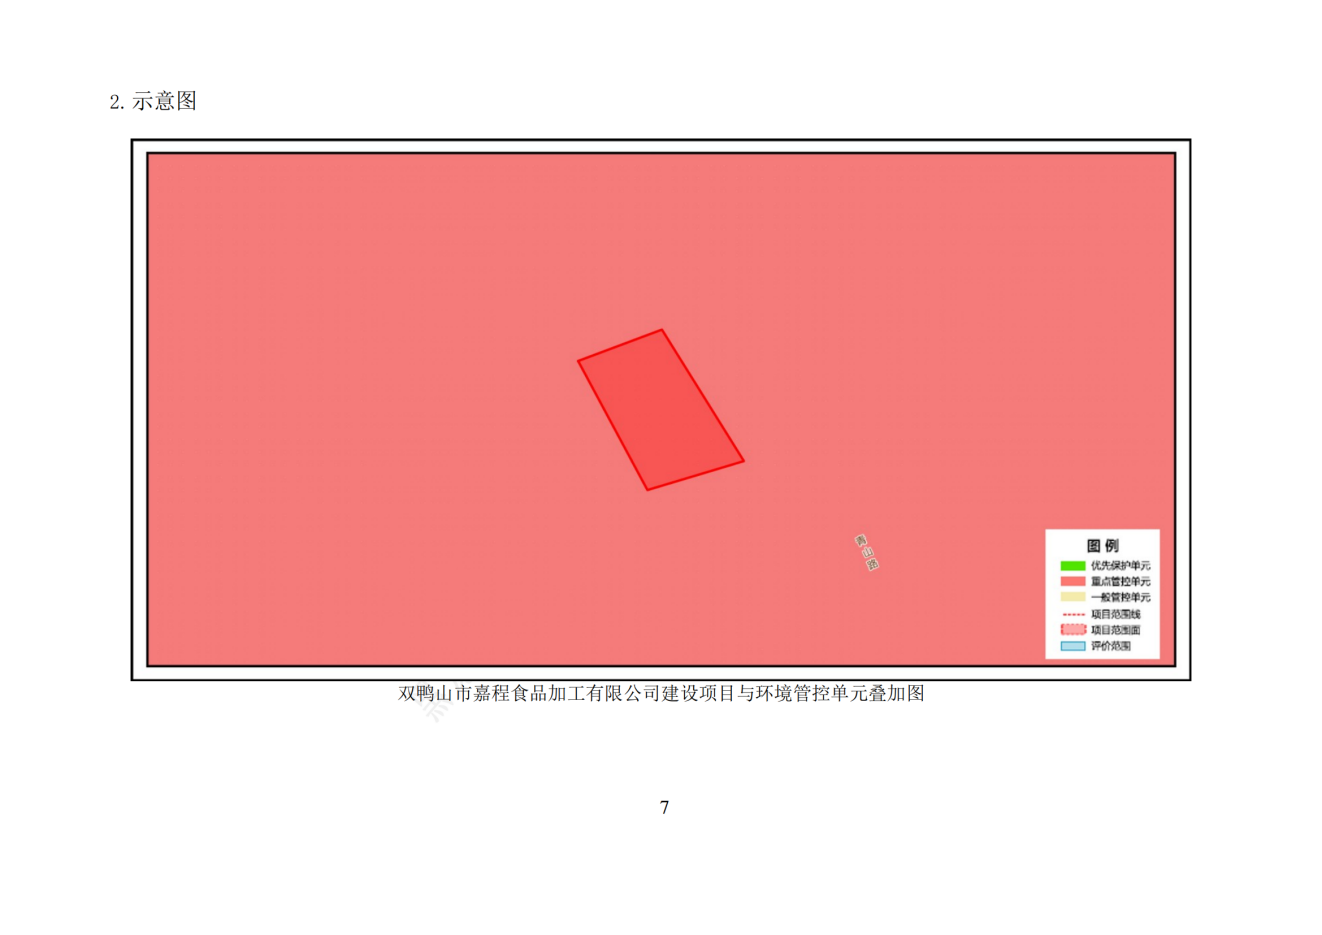 2. 示意图
青山路
图 例
优先保护单元
重点管控单元
一般管控单元
项目范围线
项目范围面
评价范围
双鸭山市嘉程食品加工有限公司建设项目与环境管控单元叠加图
7